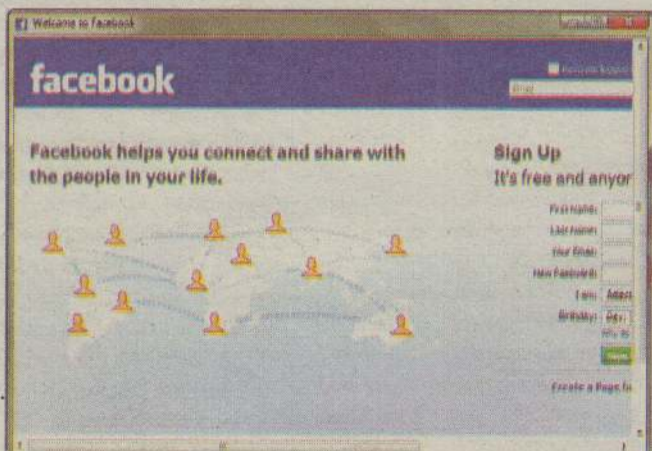 Welcome to facebook
facebook
Email
Facebook helps you connect and share with
the people in your life.
Sign Up
It's free and anyor
First Name:
Last Name:
Your Email:
New Password:
I am:
Birthday:
Create a Page